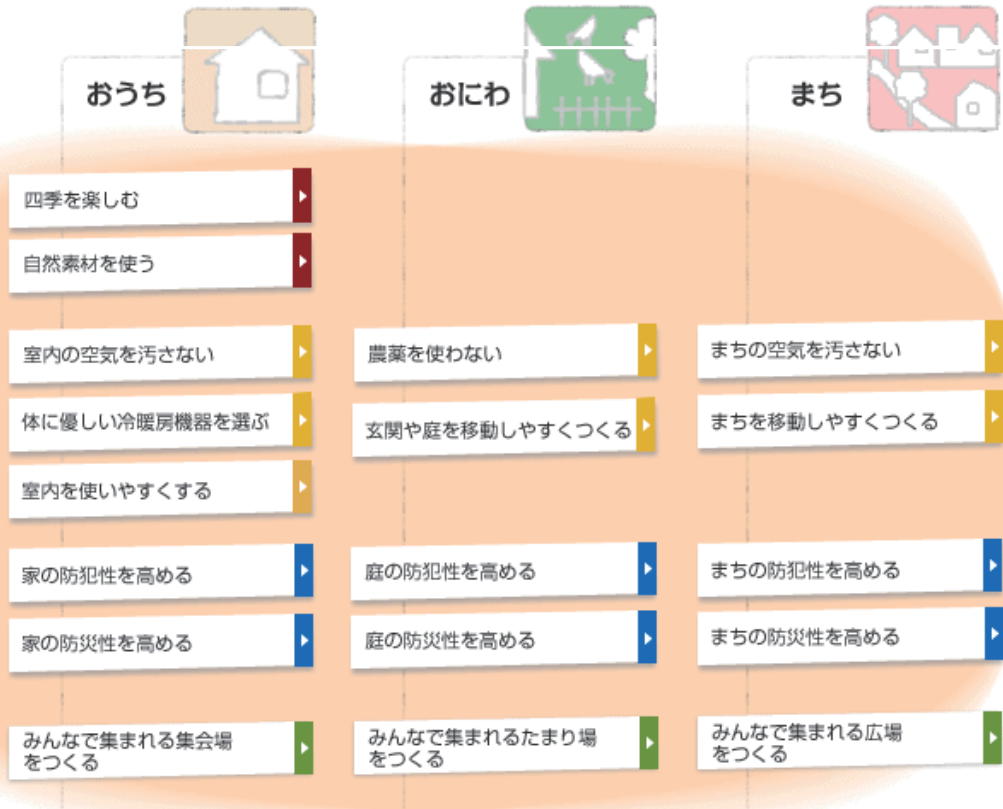 おうち
おにわ
まち
四季を楽しむ
自然素材を使う
室内の空気を汚さない
農薬を使わない
まちの空気を汚さない
体に優しい冷暖房機器を選ぶ
玄関や庭を移動しやすくつくる
まちを移動しやすくつくる
室内を使いやすくする
家の防犯性を高める
庭の防犯性を高める
まちの防犯性を高める
家の防災性を高める
庭の防災性を高める
まちの防災性を高める
みんなで集まれる集会場
をつくる
みんなで集まれるたまり場
をつくる
みんなで集まれる広場
をつくる